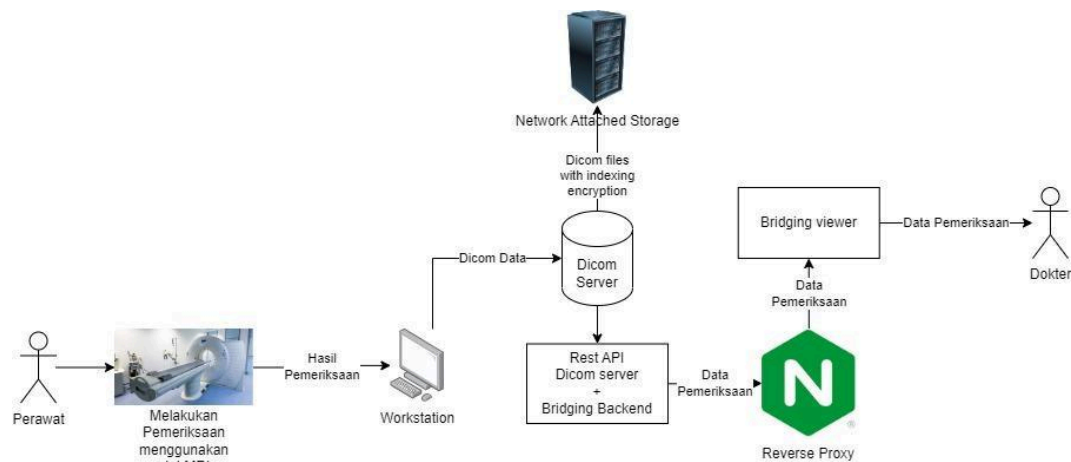 Network Attached Storage
Dicom files
with indexing
encryption
Bridging viewer
Data Pemeriksaan
Dokter
Dicom Data
Dicom
Server
Data
Pemeriksaan
Perawat
Melakukan
Pemeriksaan
menggunakan
Hasil
Pemeriksaan
Workstation
Rest API
Dicom server
+
Bridging Backend
Data
Pemeriksaan
N
®
Reverse Proxy